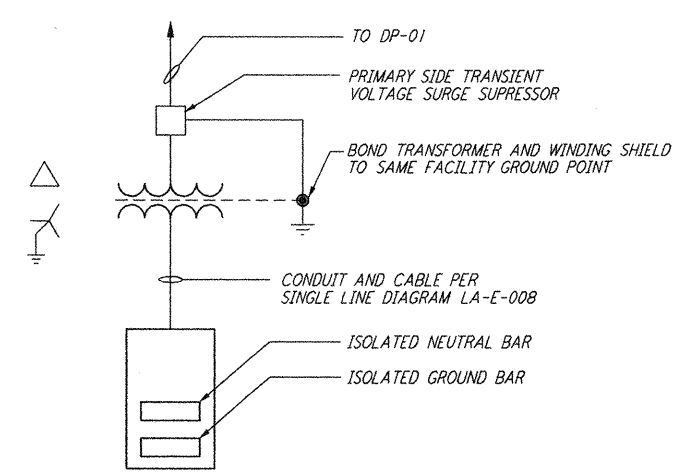 TO DP-01
PRIMARY SIDE TRANSIENT
VOLTAGE SURGE SUPRESSOR
BOND TRANSFORMER AND WINDING SHIELD
TO SAME FACILITY GROUND POINT
CONDUIT AND CABLE PER
SINGLE LINE DIAGRAM LA-E-008
ISOLATED NEUTRAL BAR
ISOLATED GROUND BAR